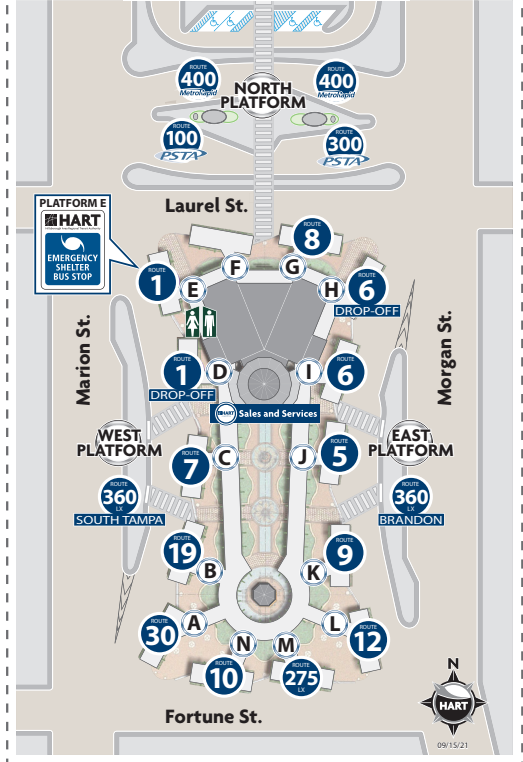 ROUTE
400
MetroRapid
ROUTE
400
MetroRapid
NORTH
PLATFORM
ROUTE
100
PSTA
ROUTE
300
PSTA
Laurel St.
PLATFORM E
HART
EMERGENCY
SHELTER
BUS STOP
ROUTE
8
F
G
ROUTE
1
E
H
ROUTE
6
DROP-OFF
Marion St.
Morgan St.
ROUTE
1
DROP-OFF
D
I
ROUTE
6
HART
Sales and Services
WEST
PLATFORM
EAST
PLATFORM
ROUTE
7
C
J
ROUTE
5
ROUTE
360
LX
SOUTH TAMPA
ROUTE
360
LX
BRANDON
ROUTE
19
B
K
ROUTE
9
ROUTE
30
A
L
ROUTE
12
N
M
ROUTE
10
ROUTE
275
LX
Fortune St.
N
HART
09/15/21